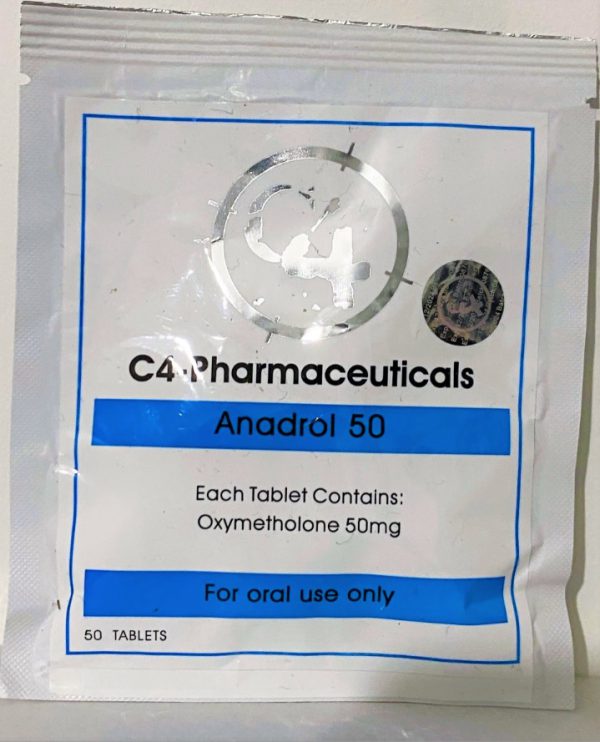 C4
C4-Pharmaceuticals
Anadrol 50
Each Tablet Contains:
Oxymetholone 50mg
For oral use only
50 TABLETS